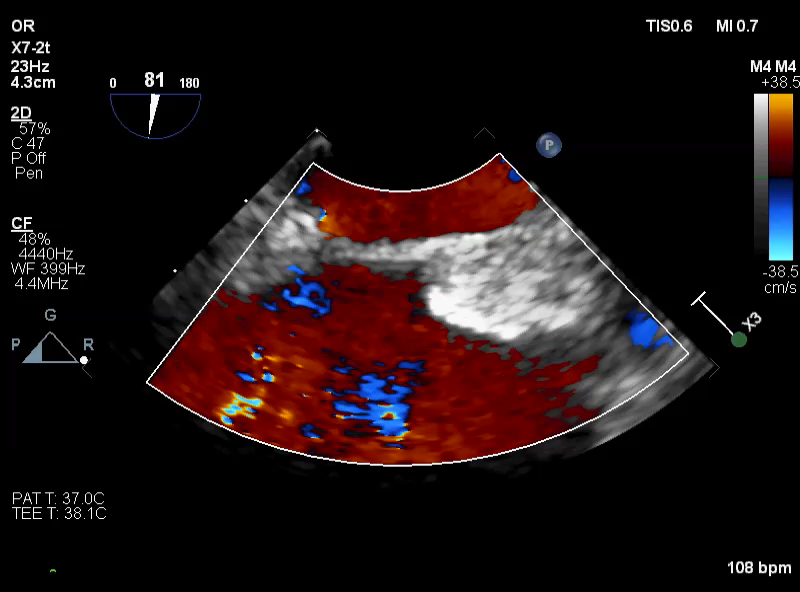 OR
X7-2t
23Hz
4.3cm
TIS0.6 MI 0.7
0 81 180
M4 M4
+38.5
2D
57%
C 47
P Off
Pen
P
CF
48%
4440Hz
WF 399Hz
4.4MHz
-38.5
cm/s
G
P R
X3
PAT T: 37.0C
TEE T: 38.1C
108 bpm